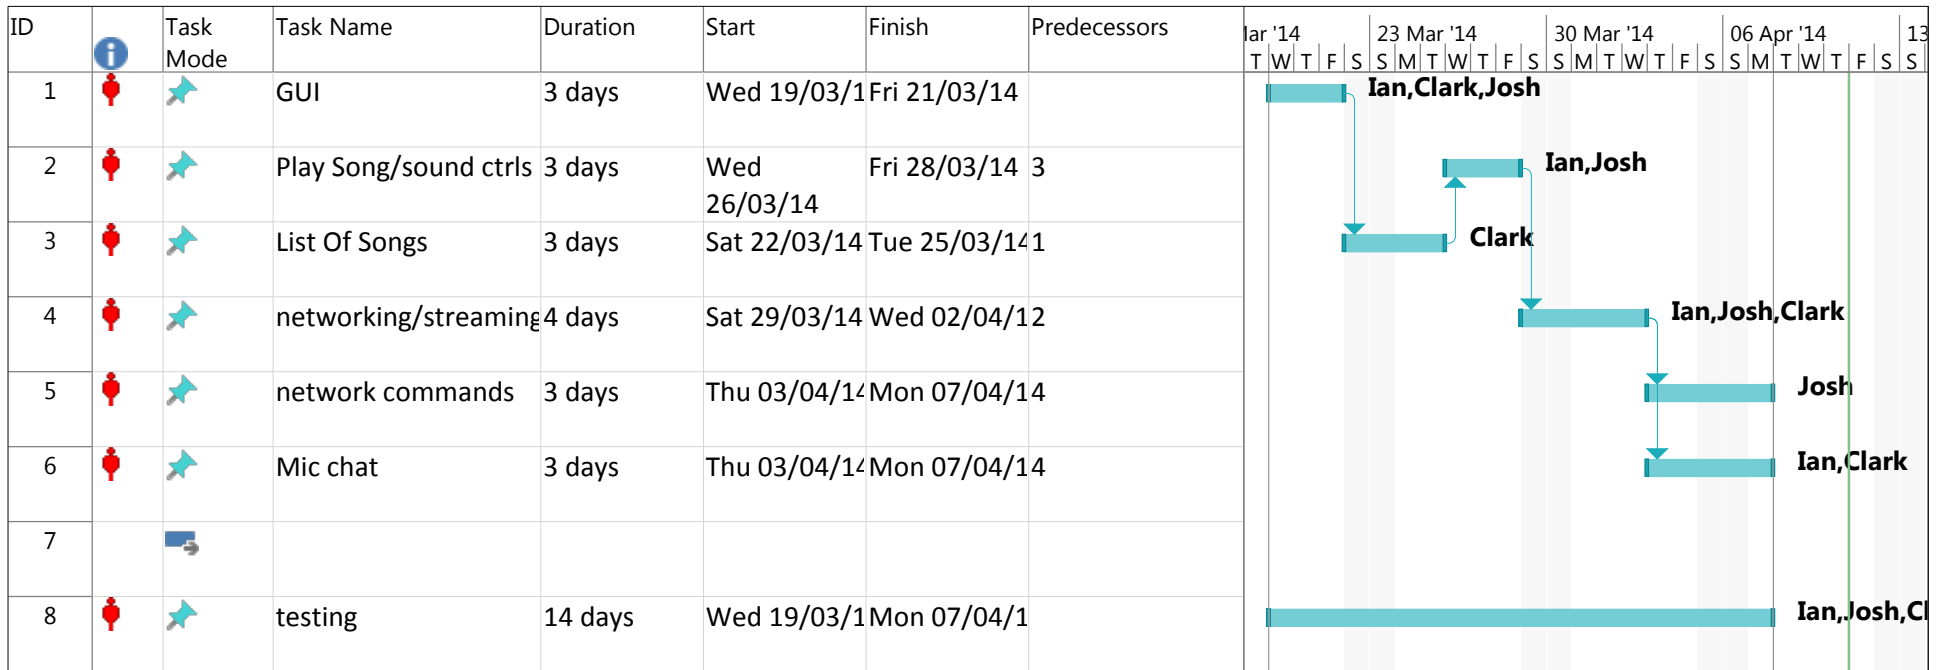 ID Task Mode Task Name Duration Start Finish Predecessors
Mar '14 23 Mar '14 30 Mar '14 06 Apr '14 13
T W T F S S M T W T F S S M T W T F S S M T W T F S S
1 GUI 3 days Wed 19/03/1 Fri 21/03/14 Ian,Clark,Josh
2 Play Song/sound ctrls 3 days Wed 26/03/14 Fri 28/03/14 3 Ian,Josh
3 List Of Songs 3 days Sat 22/03/14 Tue 25/03/14 1 Clark
4 networking/streaming 4 days Sat 29/03/14 Wed 02/04/1 2 Ian,Josh,Clark
5 network commands 3 days Thu 03/04/14 Mon 07/04/1 4 Josh
6 Mic chat 3 days Thu 03/04/14 Mon 07/04/1 4 Ian,Clark
7
8 testing 14 days Wed 19/03/1 Mon 07/04/1 Ian,Josh,Cl